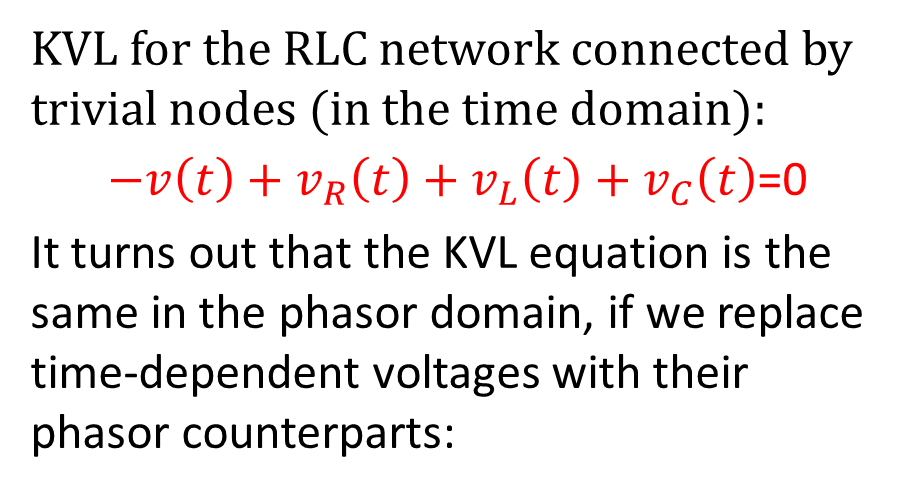 KVL for the RLC network connected by
trivial nodes (in the time domain):
−𝑣(𝑡) + 𝑣_𝑅(𝑡) + 𝑣_𝐿(𝑡) + 𝑣_𝐶(𝑡)=0
It turns out that the KVL equation is the
same in the phasor domain, if we replace
time-dependent voltages with their
phasor counterparts: